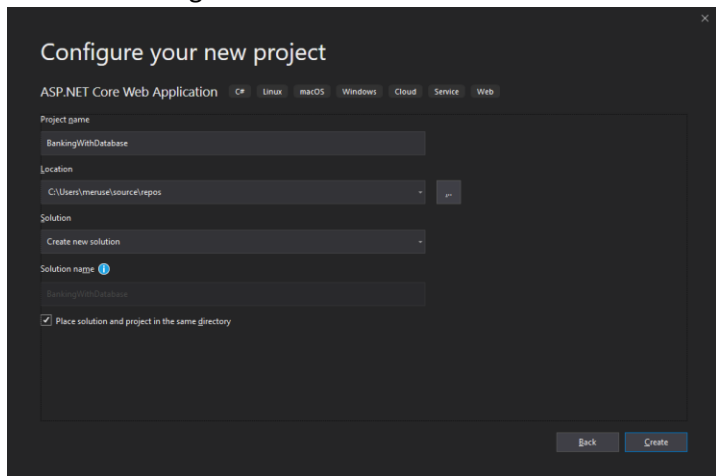 Configure your new project
ASP.NET Core Web Application C# Linux macOS Windows Cloud Service Web
Project name
BankingWithDatabase
Location
C:\Users\meruse\source\repos
...
Solution
Create new solution
Solution name
BankingWithDatabase
Place solution and project in the same directory
Back Create